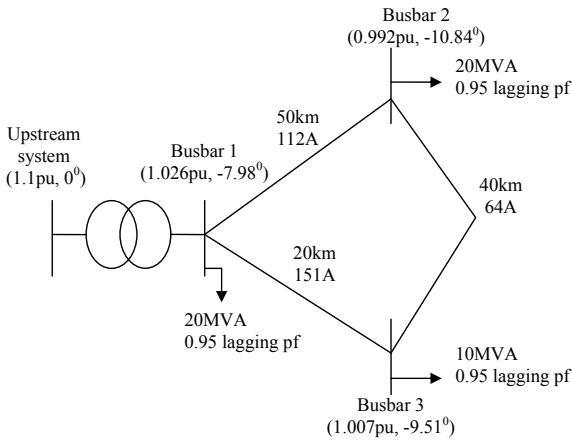 Busbar 2
(0.992pu, -10.84⁰)
20MVA
0.95 lagging pf
50km
112A
Upstream
system
(1.1pu, 0⁰)
Busbar 1
(1.026pu, -7.98⁰)
40km
64A
20km
151A
20MVA
0.95 lagging pf
10MVA
0.95 lagging pf
Busbar 3
(1.007pu, -9.51⁰)